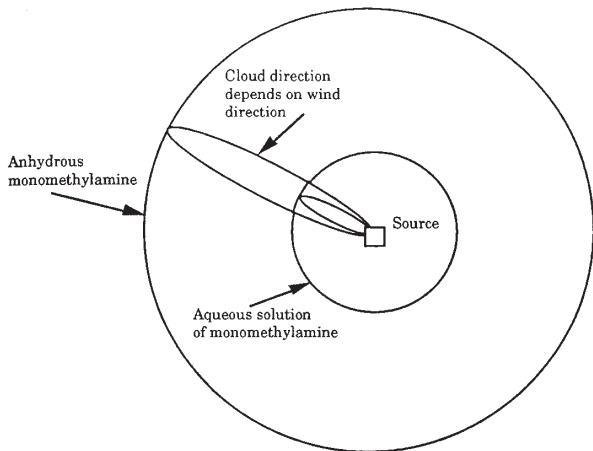 Cloud direction
depends on wind
direction
Anhydrous
monomethylamine
Source
Aqueous solution
of monomethylamine